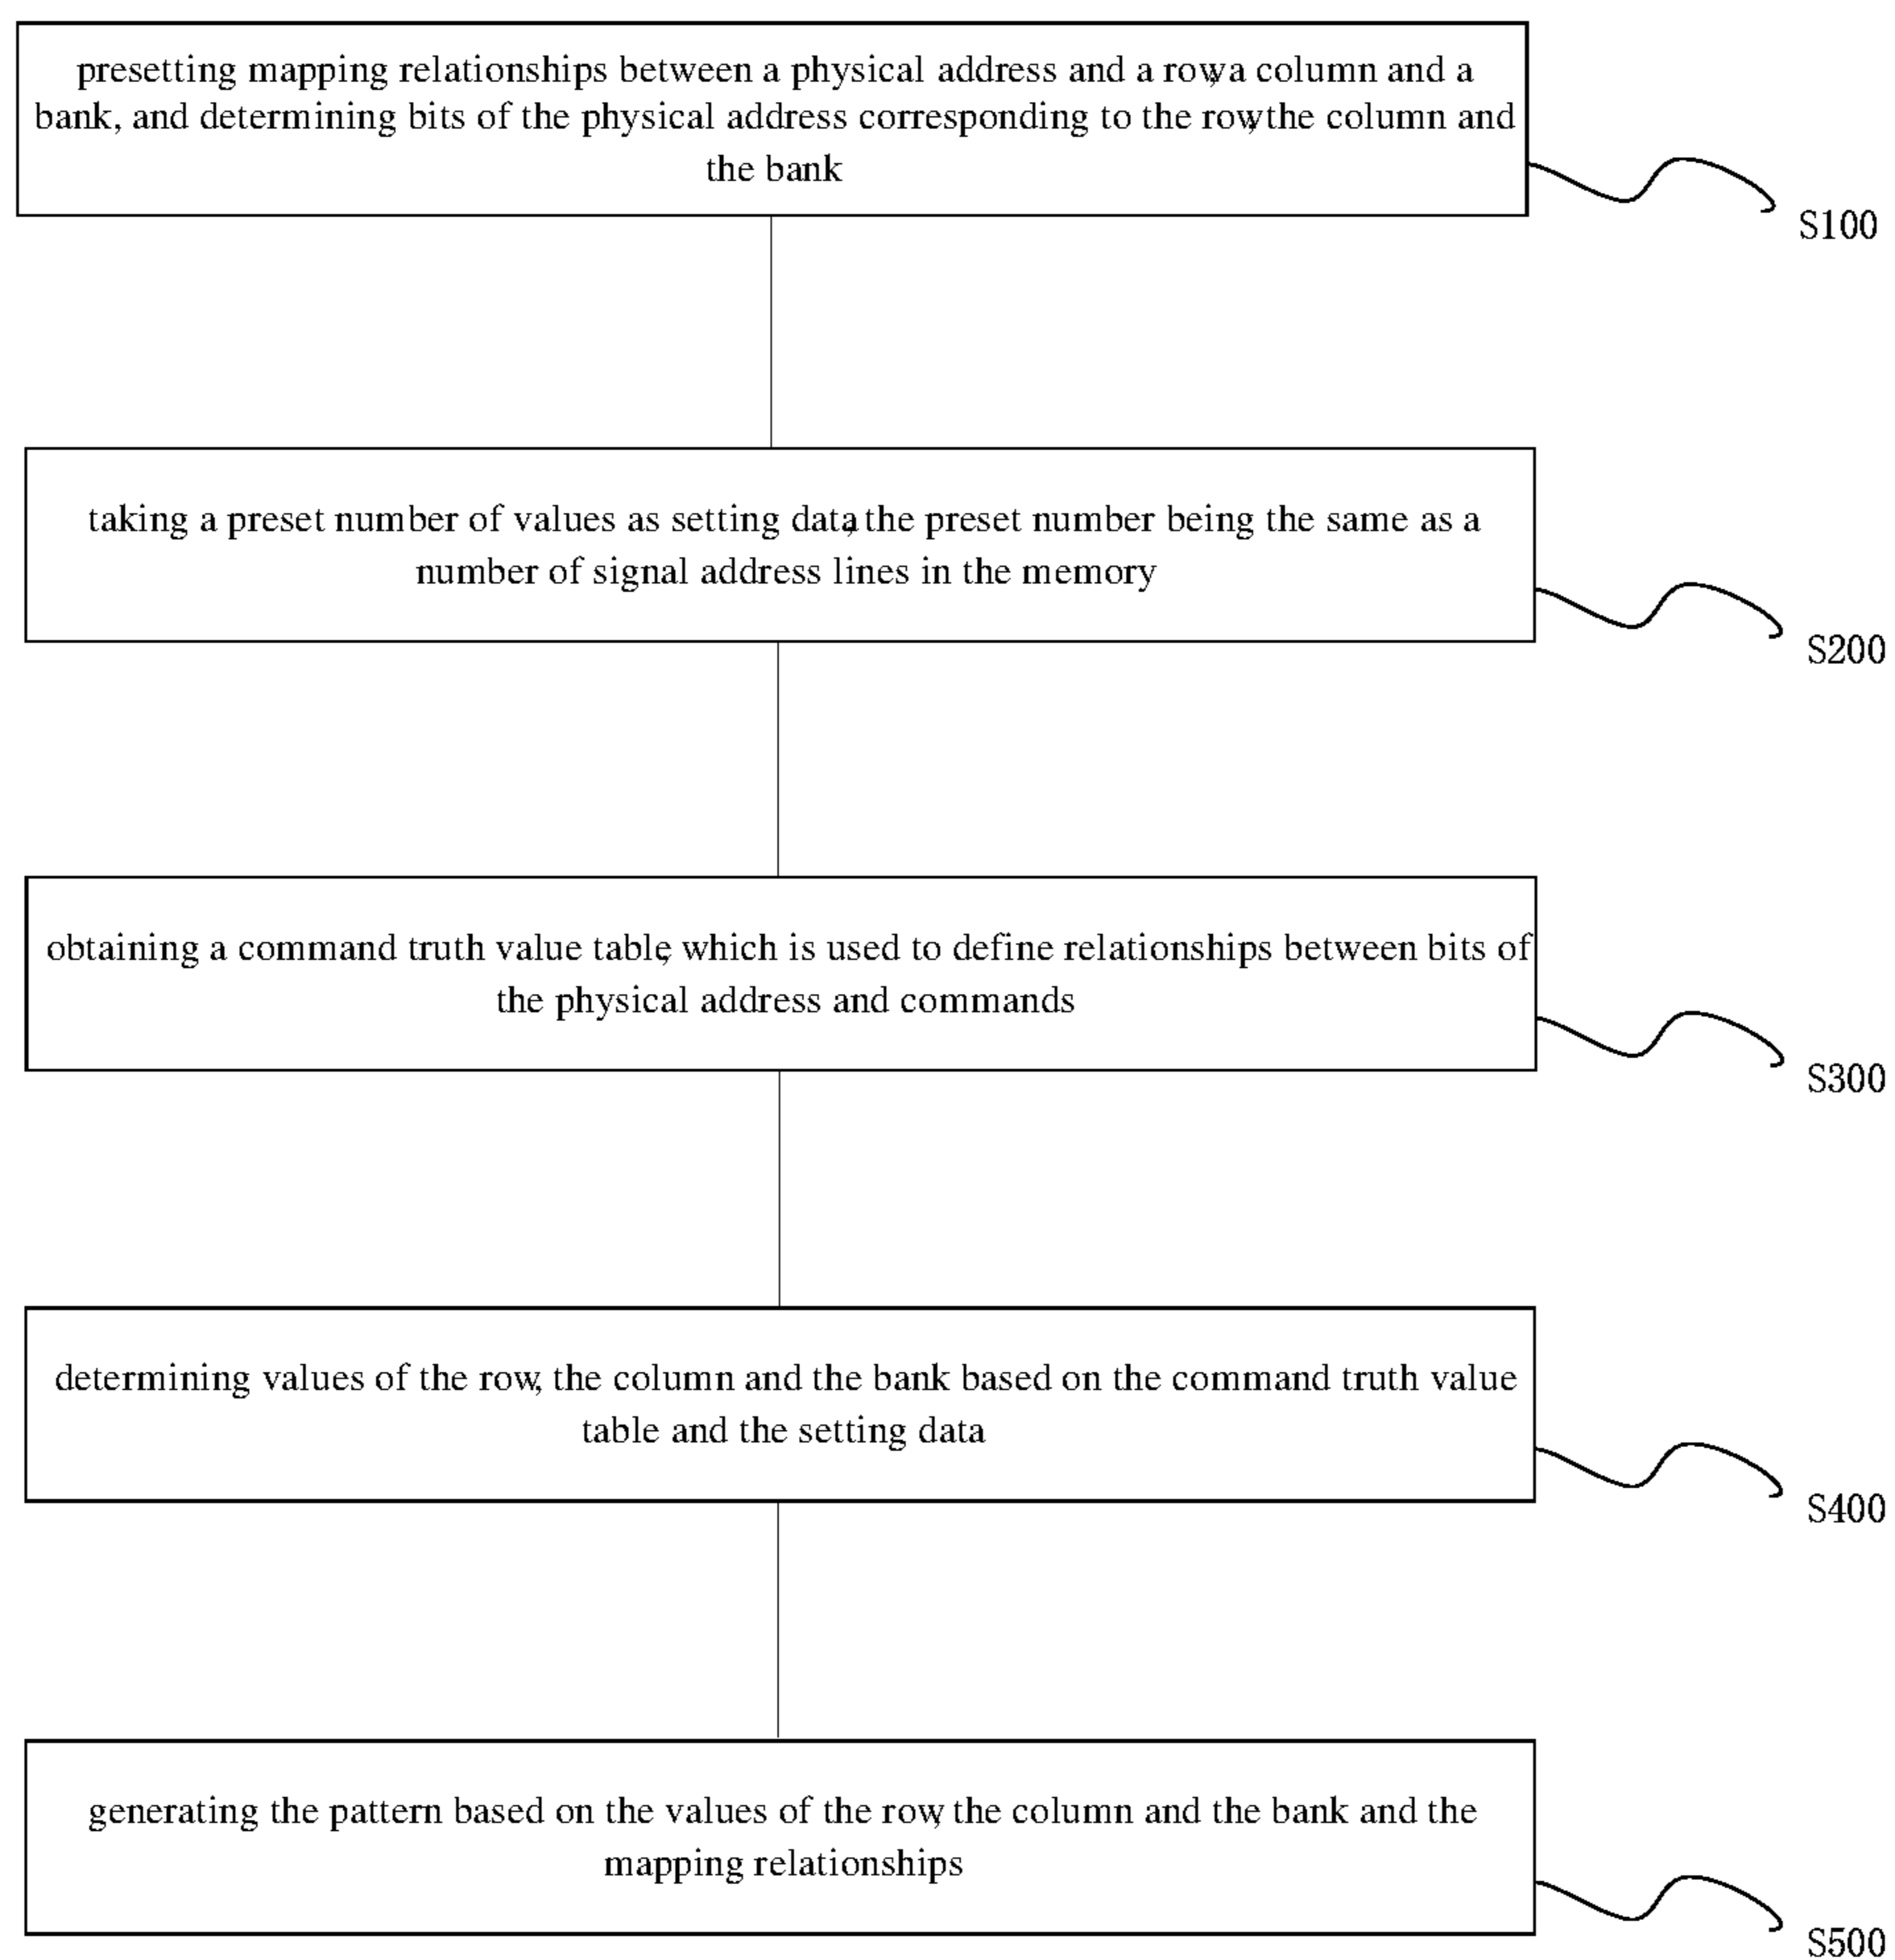 presetting mapping relationships between a physical address and a row, a column and a
bank, and determining bits of the physical address corresponding to the row, the column and
the bank
S100
taking a preset number of values as setting data, the preset number being the same as a
number of signal address lines in the memory
S200
obtaining a command truth value table, which is used to define relationships between bits of
the physical address and commands
S300
determining values of the row, the column and the bank based on the command truth value
table and the setting data
S400
generating the pattern based on the values of the row, the column and the bank and the
mapping relationships
S500